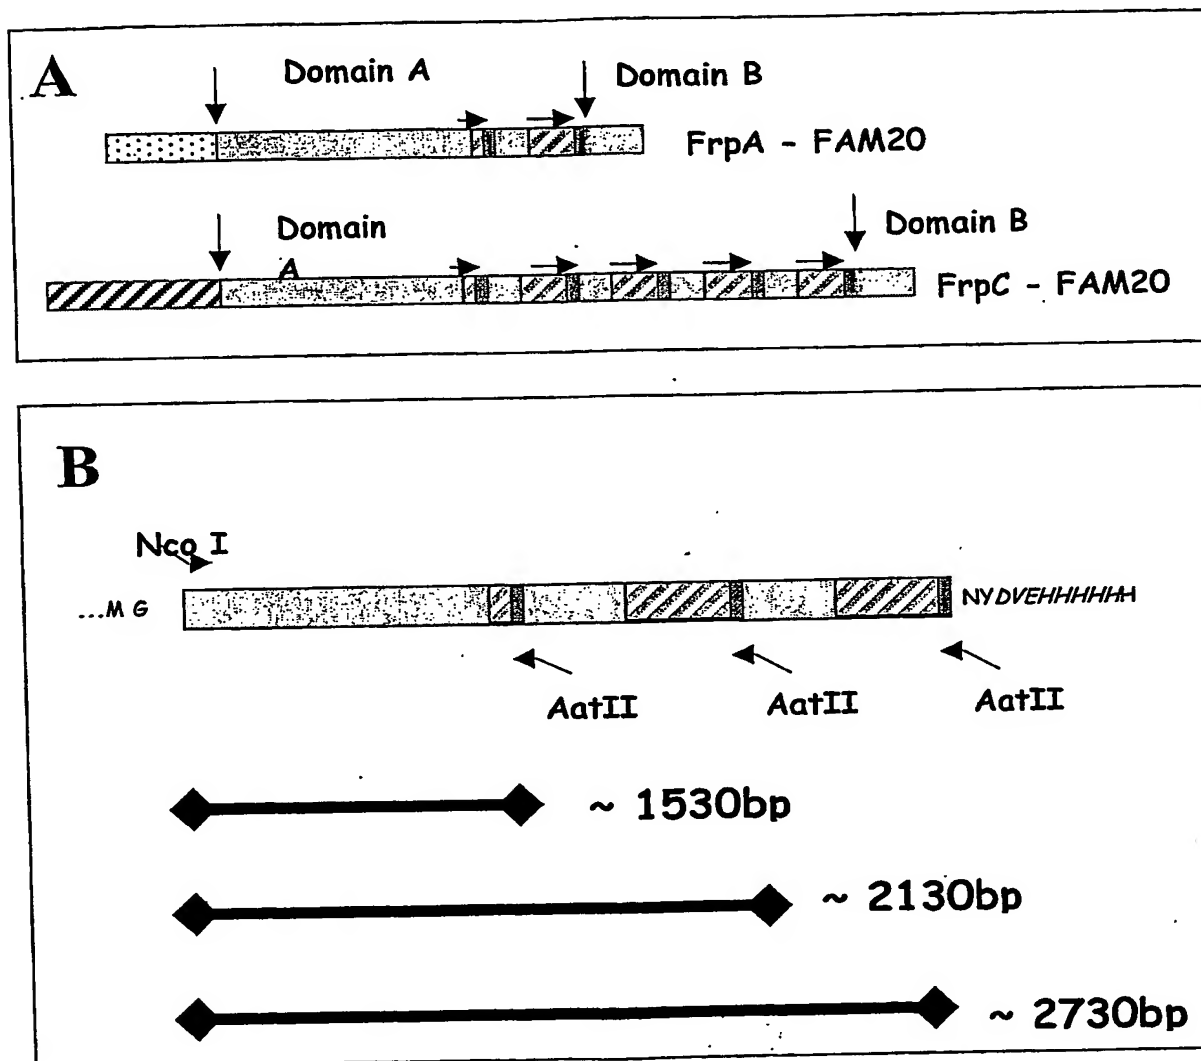 A
Domain A
Domain B
FrpA - FAM20
Domain
A
Domain B
FrpC - FAM20
B
Nco I
...M G
NYDVEHHHHHH
AatII
AatII
AatII
~ 1530bp
~ 2130bp
~ 2730bp